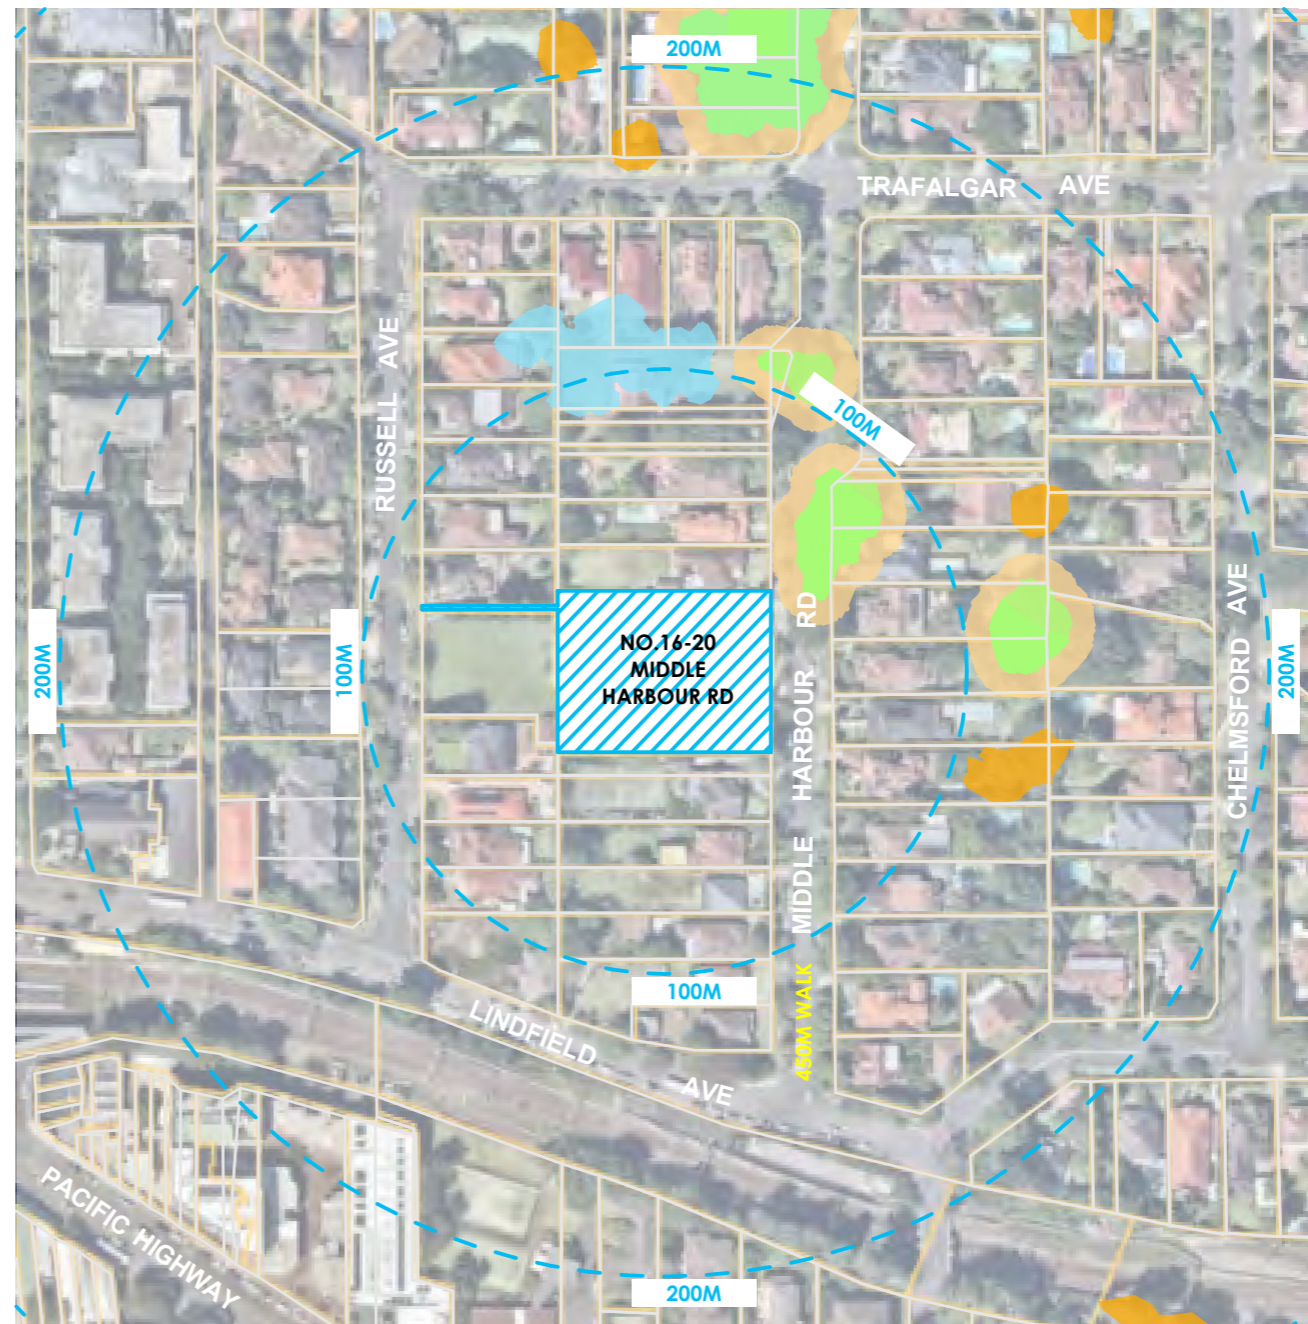 200M
TRAFALGAR AVE
RUSSELL AVE
100M
NO.16-20
MIDDLE
HARBOUR RD
MIDDLE HARBOUR RD
CHELMSFORD AVE
200M
100M
200M
100M
450M WALK
LINDFIELD AVE
PACIFIC HIGHWAY
200M